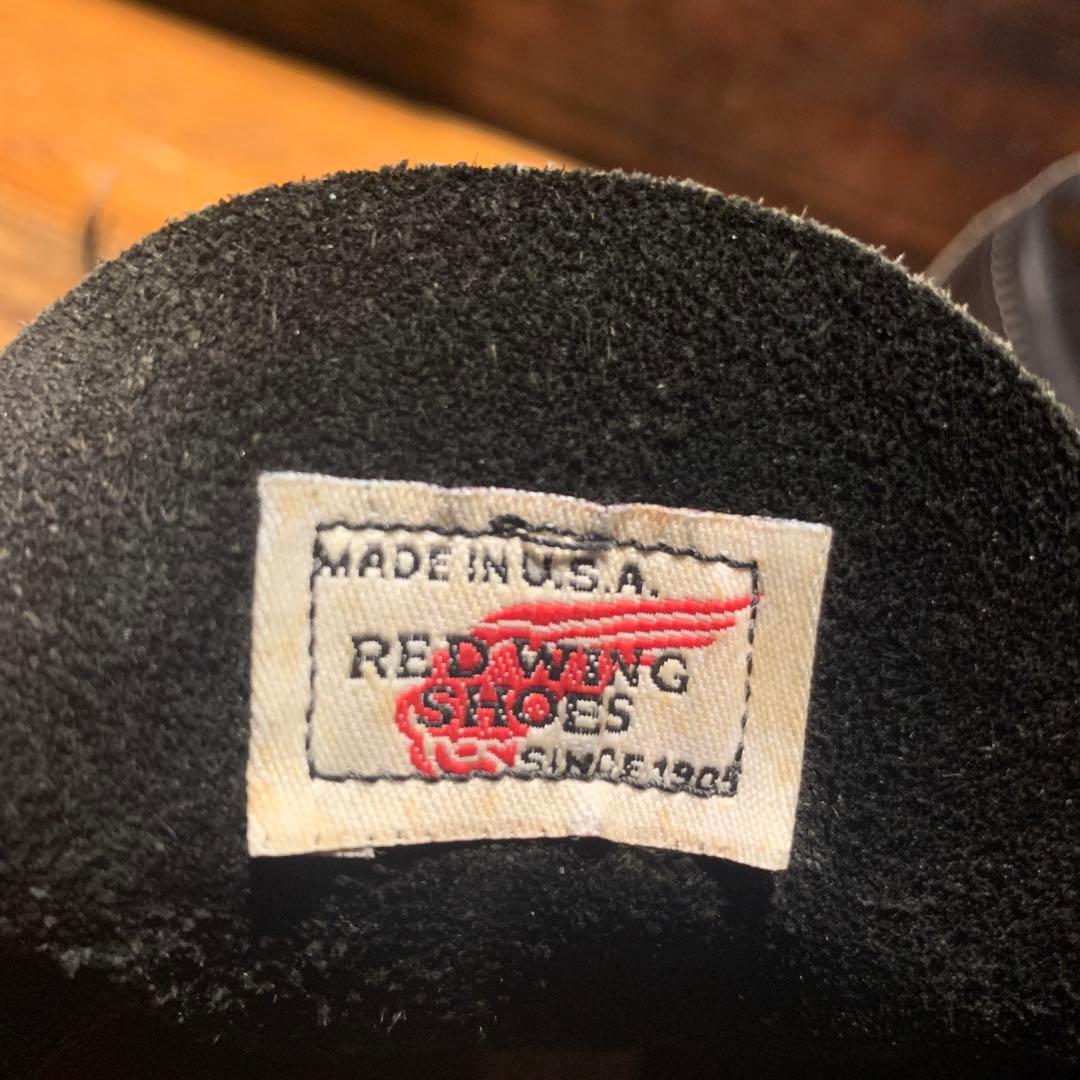 MADE IN U.S.A.
RED WING
SHOES
SINCE 1905